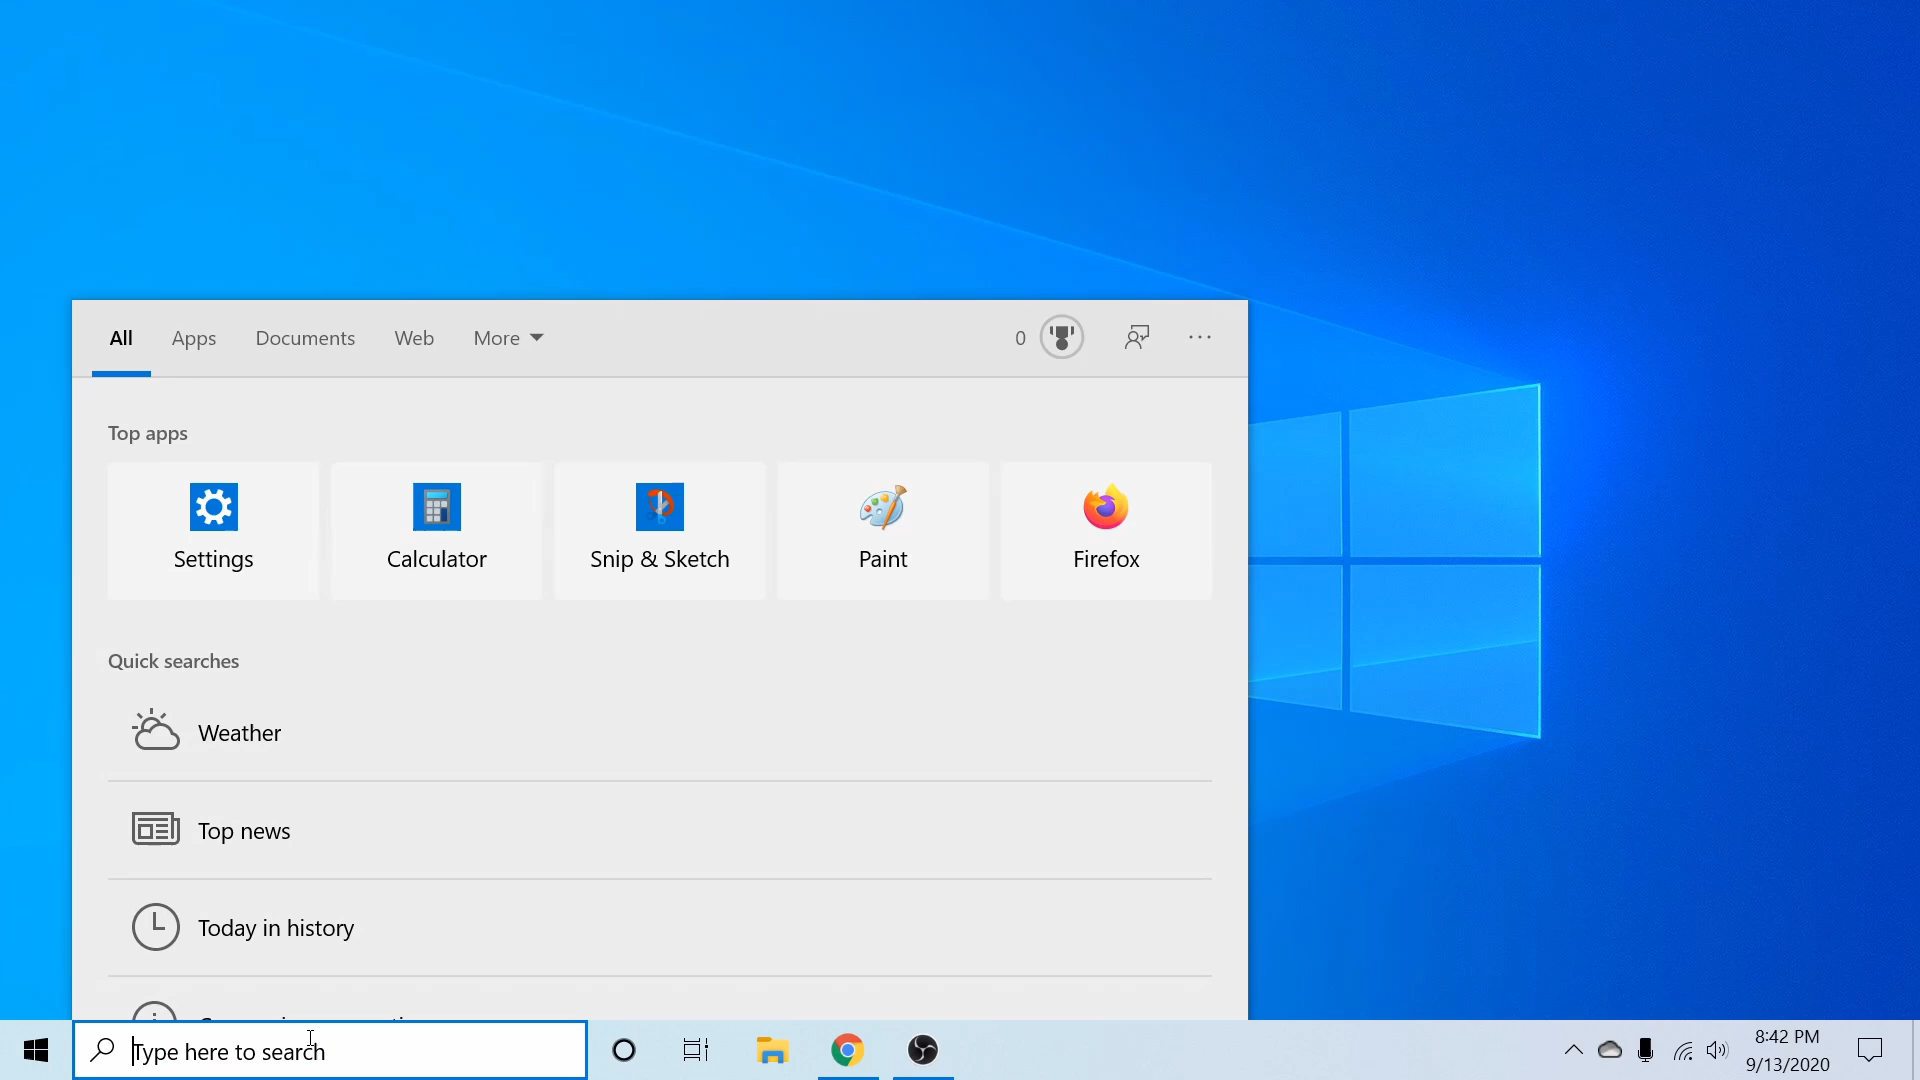 All Apps Documents Web More 0
Top apps
Settings Calculator Snip & Sketch Paint Firefox
Quick searches
Weather
Top news
Today in history
Type here to search
8:42 PM
9/13/2020